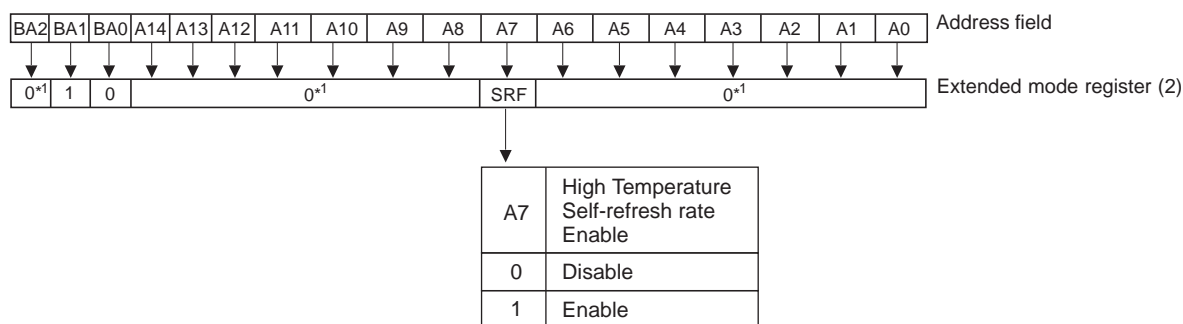 BA2 BA1 BA0 A14 A13 A12 A11 A10 A9 A8 A7 A6 A5 A4 A3 A2 A1 A0 Address field
0*1 1 0 0*1 SRF 0*1 Extended mode register (2)
A7 High Temperature
Self-refresh rate
Enable
0 Disable
1 Enable